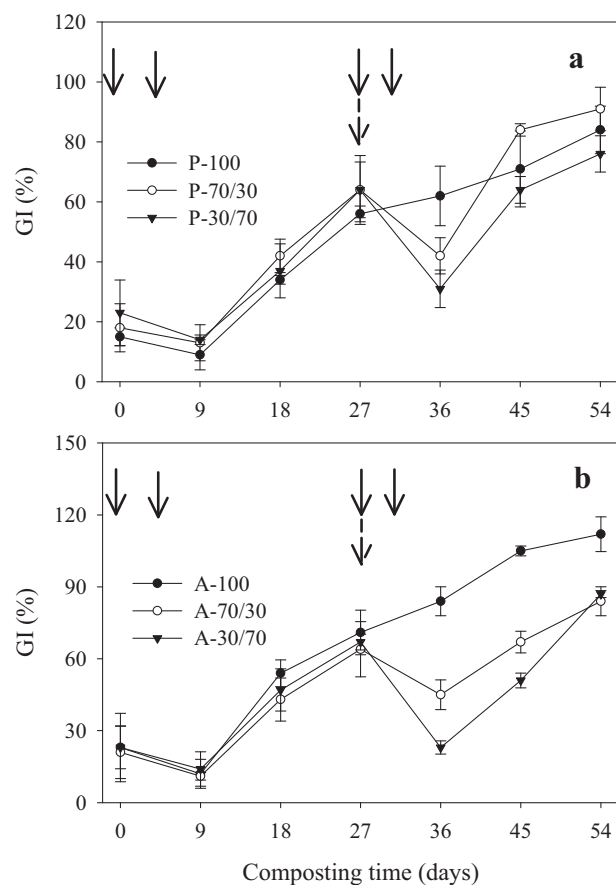 120
100
80
60
40
20
0
GI (%)
a
P-100
P-70/30
P-30/70
0 9 18 27 36 45 54
150
120
90
60
30
0
GI (%)
b
A-100
A-70/30
A-30/70
0 9 18 27 36 45 54
Composting time (days)